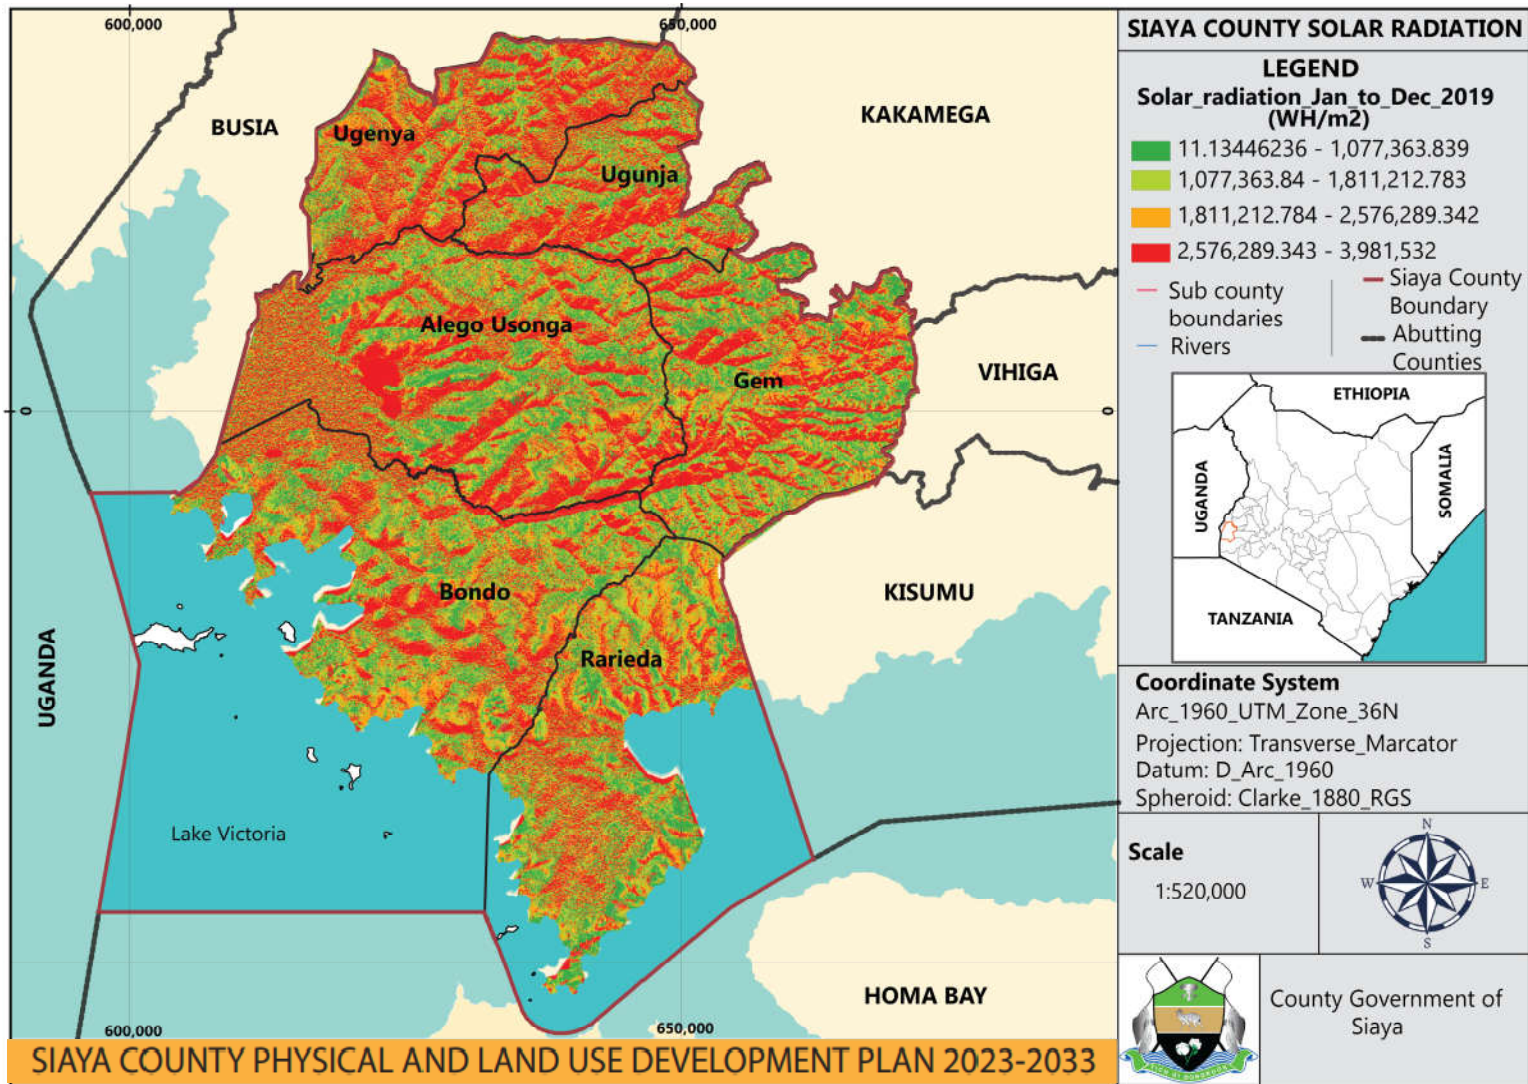 600,000
650,000
BUSIA
KAKAMEGA
Ugenya
Ugunja
Alego Usonga
Gem
VIHIGA
0
0
Bondo
KISUMU
Rarieda
UGANDA
Lake Victoria
HOMA BAY
600,000
650,000
SIAYA COUNTY PHYSICAL AND LAND USE DEVELOPMENT PLAN 2023-2033
SIAYA COUNTY SOLAR RADIATION
LEGEND
Solar_radiation_Jan_to_Dec_2019
(WH/m2)
11.13446236 - 1,077,363.839
1,077,363.84 - 1,811,212.783
1,811,212.784 - 2,576,289.342
2,576,289.343 - 3,981,532
Sub county
boundaries
Rivers
Siaya County
Boundary
Abutting
Counties
ETHIOPIA
UGANDA
SOMALIA
TANZANIA
Coordinate System
Arc_1960_UTM_Zone_36N
Projection: Transverse_Marcator
Datum: D_Arc_1960
Spheroid: Clarke_1880_RGS
Scale
1:520,000
N
W
E
S
County Government of
Siaya